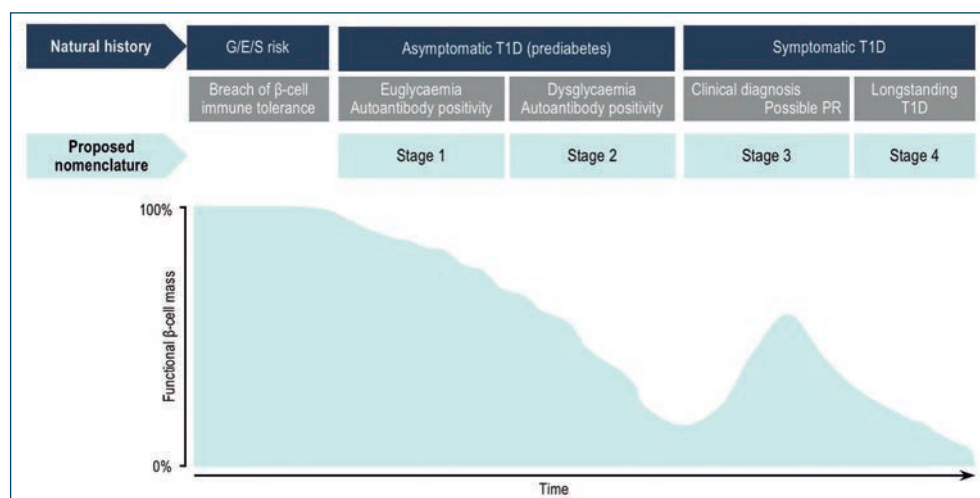 Natural history
G/E/S risk
Asymptomatic T1D (prediabetes)
Symptomatic T1D
Breach of β-cell
immune tolerance
Euglycaemia
Autoantibody positivity
Dysglycaemia
Autoantibody positivity
Clinical diagnosis
Possible PR
Longstanding
T1D
Proposed
nomenclature
Stage 1
Stage 2
Stage 3
Stage 4
100%
Functional β-cell mass
0%
Time